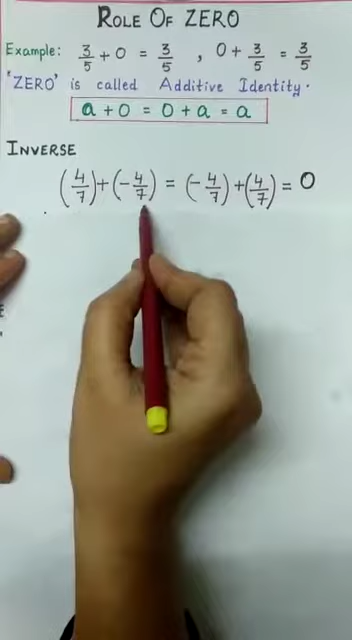 ROLE OF ZERO
Example: 3/5 + 0 = 3/5 , 0 + 3/5 = 3/5
'ZERO' is called Additive Identity.
a + 0 = 0 + a = a
INVERSE
(4/7) + (-4/7) = (-4/7) + (4/7) = 0